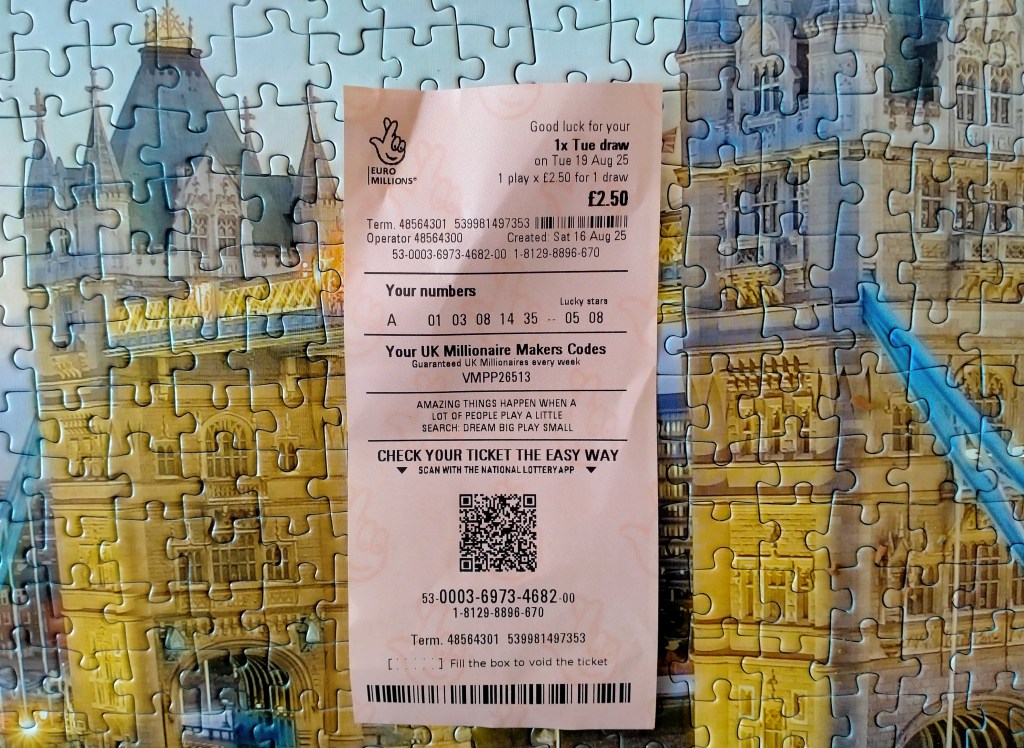 EURO
MILLIONS®
Good luck for your
1x Tue draw
on Tue 19 Aug 25
1 play x £2.50 for 1 draw
£2.50
Term. 48564301 539981497353
Operator 48564300 Created: Sat 16 Aug 25
53-0003-6973-4682-00 1-8129-8896-670
Your numbers
Lucky stars
A 01 03 08 14 35 -- 05 08
Your UK Millionaire Makers Codes
Guaranteed UK Millionaires every week
VMPP26513
AMAZING THINGS HAPPEN WHEN A
LOT OF PEOPLE PLAY A LITTLE
SEARCH: DREAM BIG PLAY SMALL
CHECK YOUR TICKET THE EASY WAY
SCAN WITH THE NATIONAL LOTTERY APP
53-0003-6973-4682-00
1-8129-8896-670
Term. 48564301 539981497353
[ ] Fill the box to void the ticket